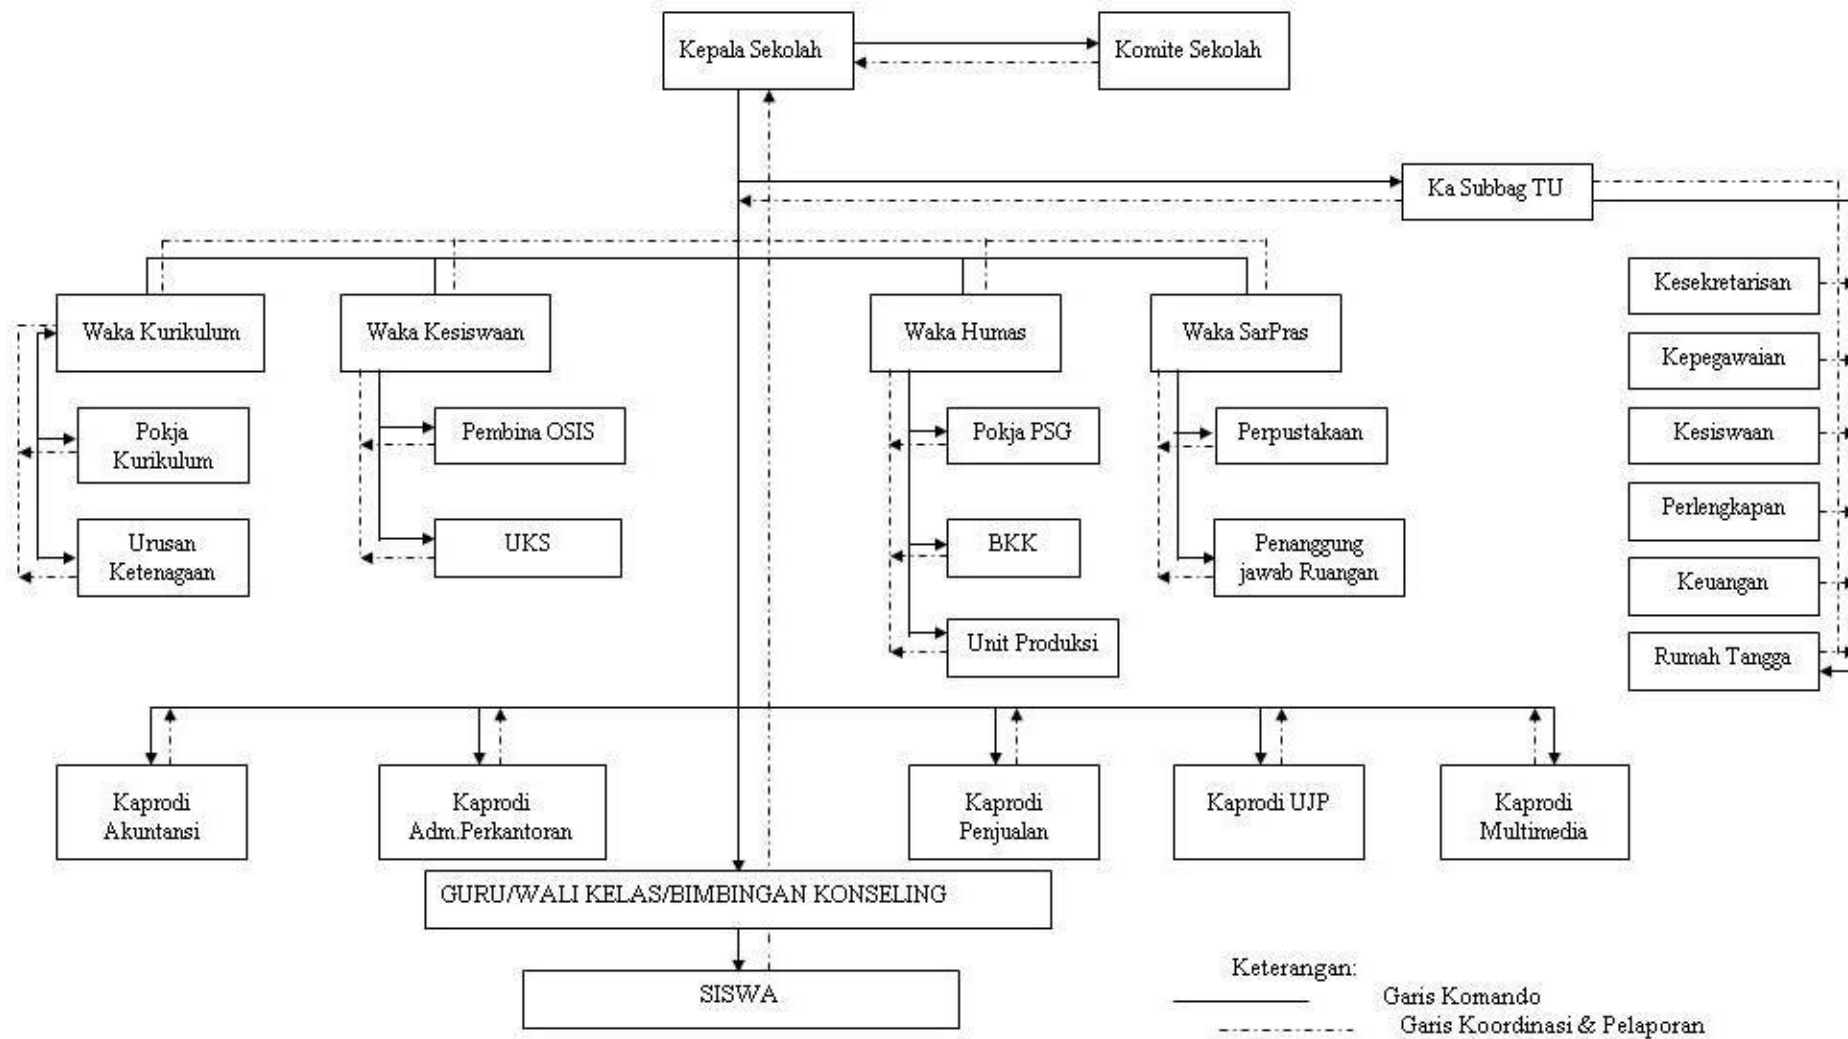 Kepala Sekolah
Komite Sekolah
Ka Subbag TU
Waka Kurikulum
Waka Kesiswaan
Waka Humas
Waka SarPras
Kesekretarisan
Kepegawaian
Kesiswaan
Perlengkapan
Keuangan
Rumah Tangga
Pokja
Kurikulum
Pembina OSIS
Pokja PSG
Perpustakaan
Urusan
Ketenagaan
UKS
BKK
Penanggung
jawab Ruangan
Unit Produksi
Kaprodi
Akuntansi
Kaprodi
Adm.Perkantoran
Kaprodi
Penjualan
Kaprodi UJP
Kaprodi
Multimedia
GURU/WALI KELAS/BIMBINGAN KONSELING
SISWA
Keterangan:
Garis Komando
Garis Koordinasi & Pelaporan